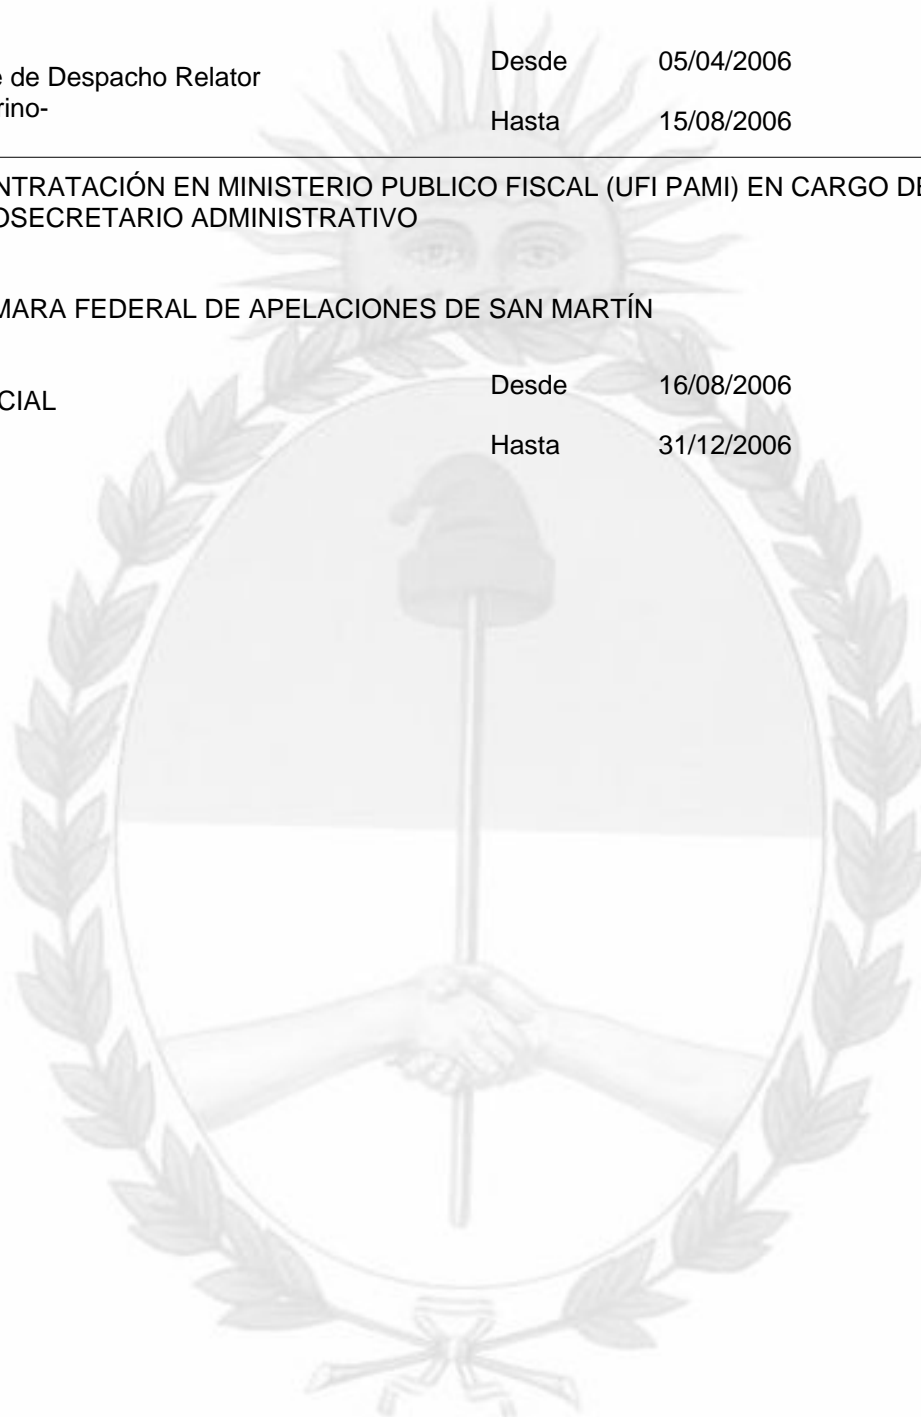 e de Despacho Relator
rino-
Desde 05/04/2006
Hasta 15/08/2006
NTRATACIÓN EN MINISTERIO PUBLICO FISCAL (UFI PAMI) EN CARGO DE
OSECRETARIO ADMINISTRATIVO
MARA FEDERAL DE APELACIONES DE SAN MARTÍN
CIAL
Desde 16/08/2006
Hasta 31/12/2006